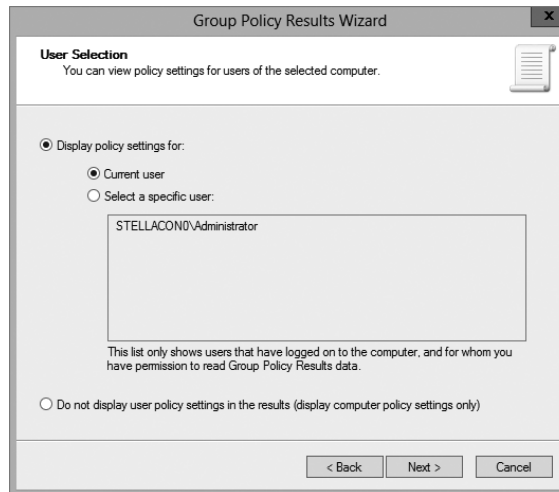 Group Policy Results Wizard
X
User Selection
You can view policy settings for users of the selected computer.
Display policy settings for:
Current user
Select a specific user:
STELLACON0\Administrator
This list only shows users that have logged on to the computer, and for whom you
have permission to read Group Policy Results data.
Do not display user policy settings in the results (display computer policy settings only)
< Back Next > Cancel